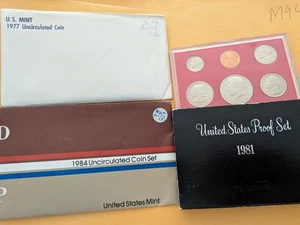 U.S. MINT
1977 Uncirculated Coin
D
1984 Uncirculated Coin Set
P
United States Mint
United States Proof Set
1981